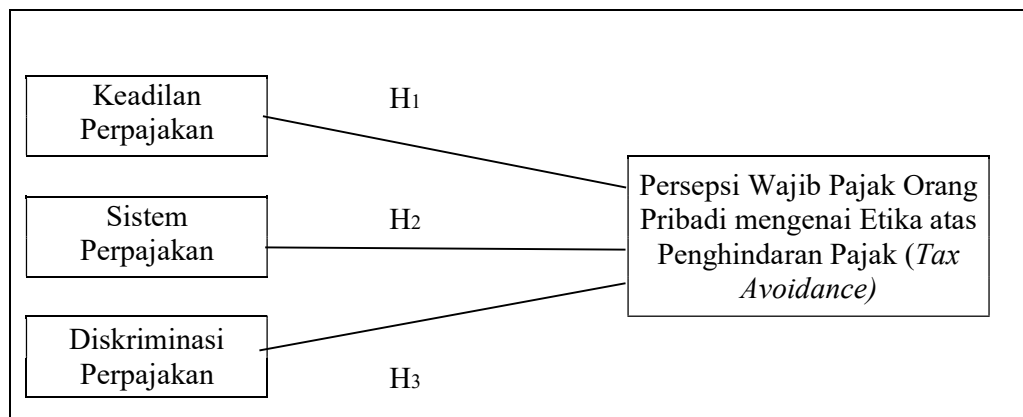 Keadilan
Perpajakan
H1
Sistem
Perpajakan
H2
Diskriminasi
Perpajakan
H3
Persepsi Wajib Pajak Orang
Pribadi mengenai Etika atas
Penghindaran Pajak (Tax
Avoidance)